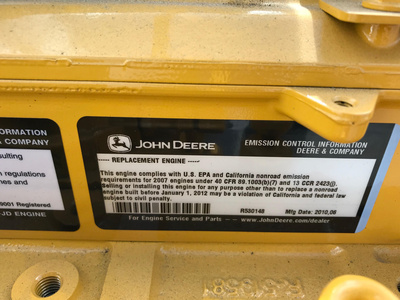 JOHN DEERE
EMISSION CONTROL INFORMATION
DEERE & COMPANY
REPLACEMENT ENGINE
This engine complies with U.S. EPA and California nonroad emission
requirements for 2007 engines under 40 CFR 89.1003(b)(7) and 13 CCR 2423(j).
Selling or installing this engine for any purpose other than to replace a nonroad
engine built before January 1, 2012 may be a violation of California and federal law
subject to civil penalty.
R550148 Mfg Date: 2010.06
For Engine Service and Parts — www.JohnDeere.com/dealer
FORMATION
& COMPANY
regulations
and
0001 Registered
JD ENGINE